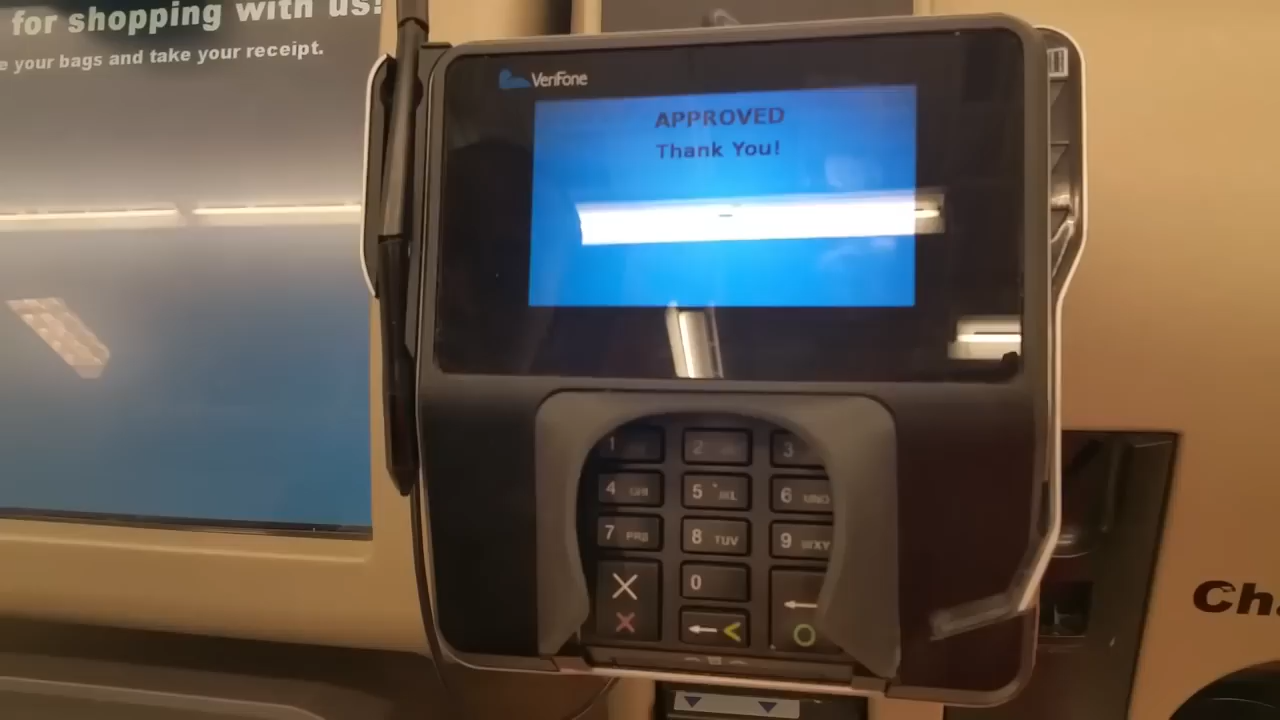 for shopping with us!
your bags and take your receipt.
VeriFone
APPROVED
Thank You!
1
2
3
4 GHI
5 JKL
6 MNO
7 PRS
8 TUV
9 WXY
0